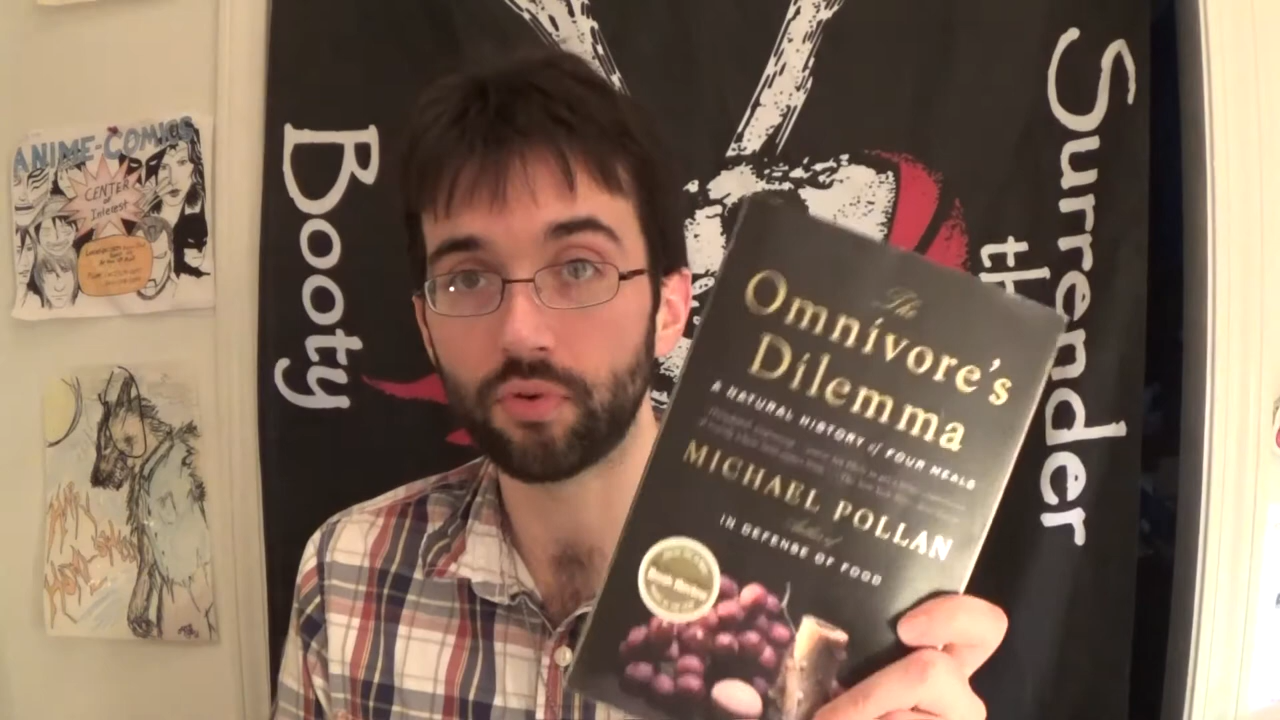 ANIME-COMICS
CENTER
of
Interest
Booty
Surrender
th
The
Omnivore's
Dilemma
A NATURAL HISTORY of FOUR MEALS
MICHAEL POLLAN
Author of
IN DEFENSE OF FOOD